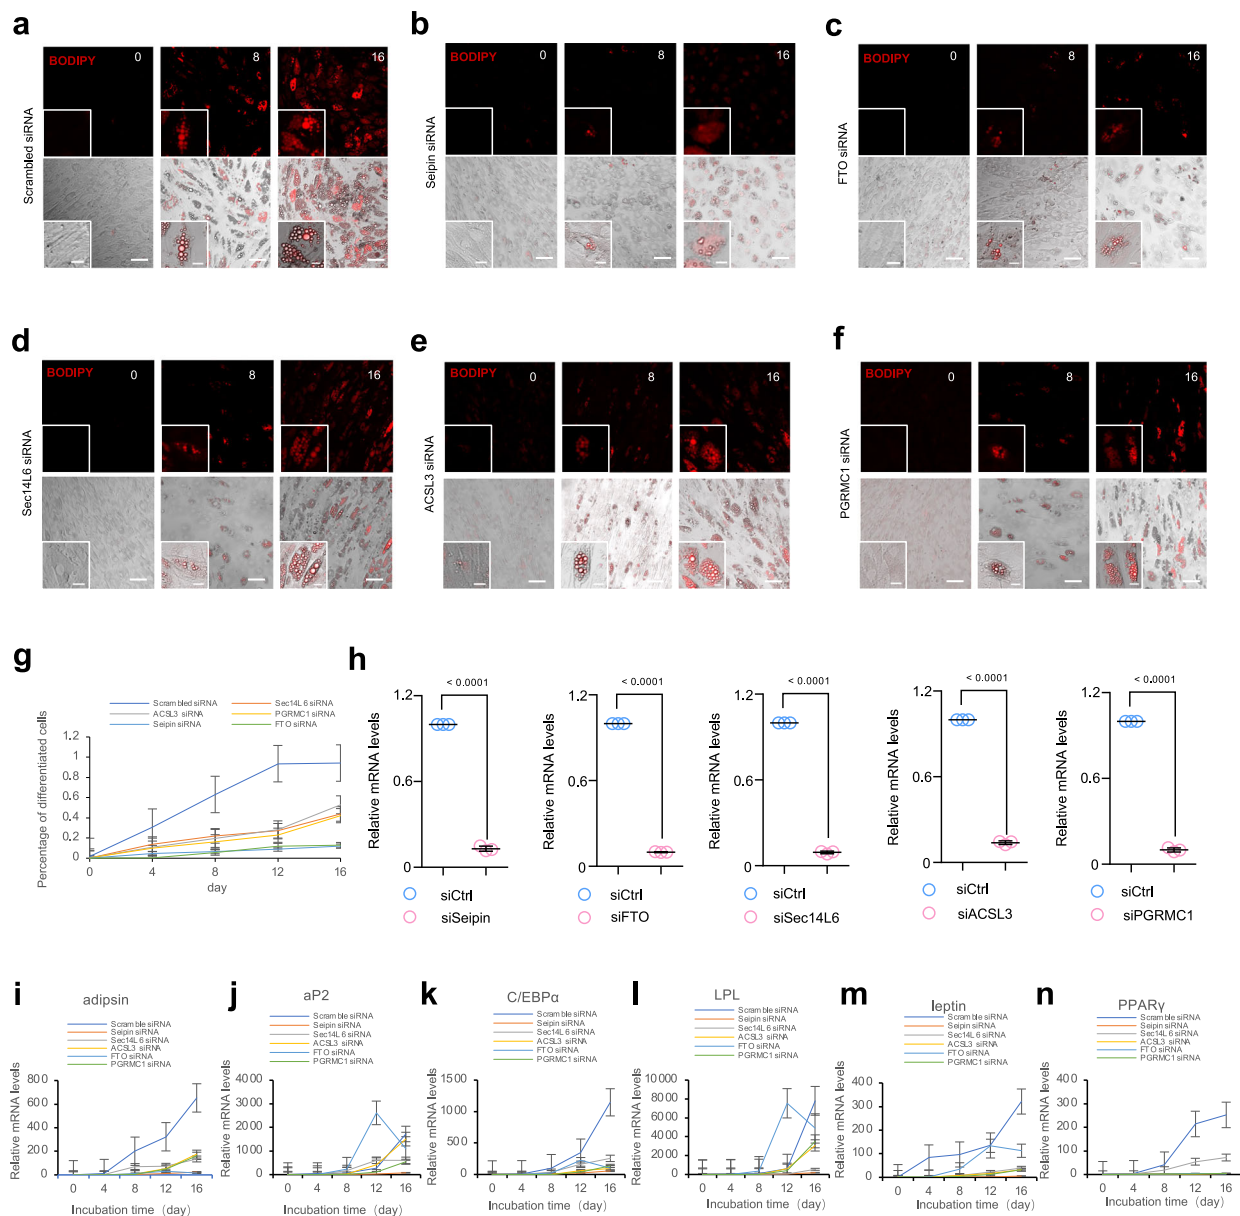 a
b
c
BODIPY 0 8 16
BODIPY 0 8 16
BODIPY 0 8 16
Scrambled siRNA
Seipin siRNA
FTO siRNA
d
e
f
BODIPY 0 8 16
BODIPY 0 8 16
BODIPY 0 8 16
Sec14L6 siRNA
ACSL3 siRNA
PGRMC1 siRNA
g
Scrambled siRNA
Sec14L6 siRNA
ACSL3 siRNA
PGRMC1 siRNA
Seipin siRNA
FTO siRNA
Percentage of differentiated cells
1.2
1
0.8
0.6
0.4
0.2
0
0 4 8 12 16
day
h
< 0.0001
1.2
0.6
0
Relative mRNA levels
siCtrl
siSeipin
< 0.0001
1.2
0.6
0
Relative mRNA levels
siCtrl
siFTO
< 0.0001
1.2
0.6
0
Relative mRNA levels
siCtrl
siSec14L6
< 0.0001
1.2
0.6
0
Relative mRNA levels
siCtrl
siACSL3
< 0.0001
1.2
0.6
0
Relative mRNA levels
siCtrl
siPGRMC1
i
adipsin
Scramble siRNA
Seipin siRNA
Sec14L6 siRNA
ACSL3 siRNA
FTO siRNA
PGRMC1 siRNA
Relative mRNA levels
800
600
400
200
0
0 4 8 12 16
Incubation time (day)
j
aP2
Scramble siRNA
Seipin siRNA
Sec14L6 siRNA
ACSL3 siRNA
FTO siRNA
PGRMC1 siRNA
Relative mRNA levels
4000
3000
2000
1000
0
0 4 8 12 16
Incubation time (day)
k
C/EBPα
Scramble siRNA
Seipin siRNA
Sec14L6 siRNA
ACSL3 siRNA
FTO siRNA
PGRMC1 siRNA
Relative mRNA levels
1500
1000
500
0
0 4 8 12 16
Incubation time (day)
l
LPL
Scramble siRNA
Seipin siRNA
Sec14L6 siRNA
ACSL3 siRNA
FTO siRNA
PGRMC1 siRNA
Relative mRNA levels
10000
8000
6000
4000
2000
0
0 4 8 12 16
Incubation time (day)
m
leptin
Scramble siRNA
Seipin siRNA
Sec14L6 siRNA
ACSL3 siRNA
FTO siRNA
PGRMC1 siRNA
Relative mRNA levels
400
300
200
100
0
0 4 8 12 16
Incubation time (day)
n
PPARγ
Scramble siRNA
Seipin siRNA
Sec14L6 siRNA
ACSL3 siRNA
FTO siRNA
PGRMC1 siRNA
Relative mRNA levels
400
300
200
100
0
0 4 8 12 16
Incubation time (day)